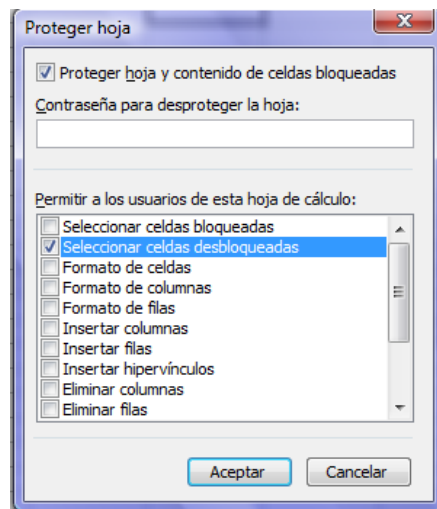 Proteger hoja
Proteger hoja y contenido de celdas bloqueadas
Contraseña para desproteger la hoja:
Permitir a los usuarios de esta hoja de cálculo:
Seleccionar celdas bloqueadas
Seleccionar celdas desbloqueadas
Formato de celdas
Formato de columnas
Formato de filas
Insertar columnas
Insertar filas
Insertar hipervínculos
Eliminar columnas
Eliminar filas
Aceptar Cancelar